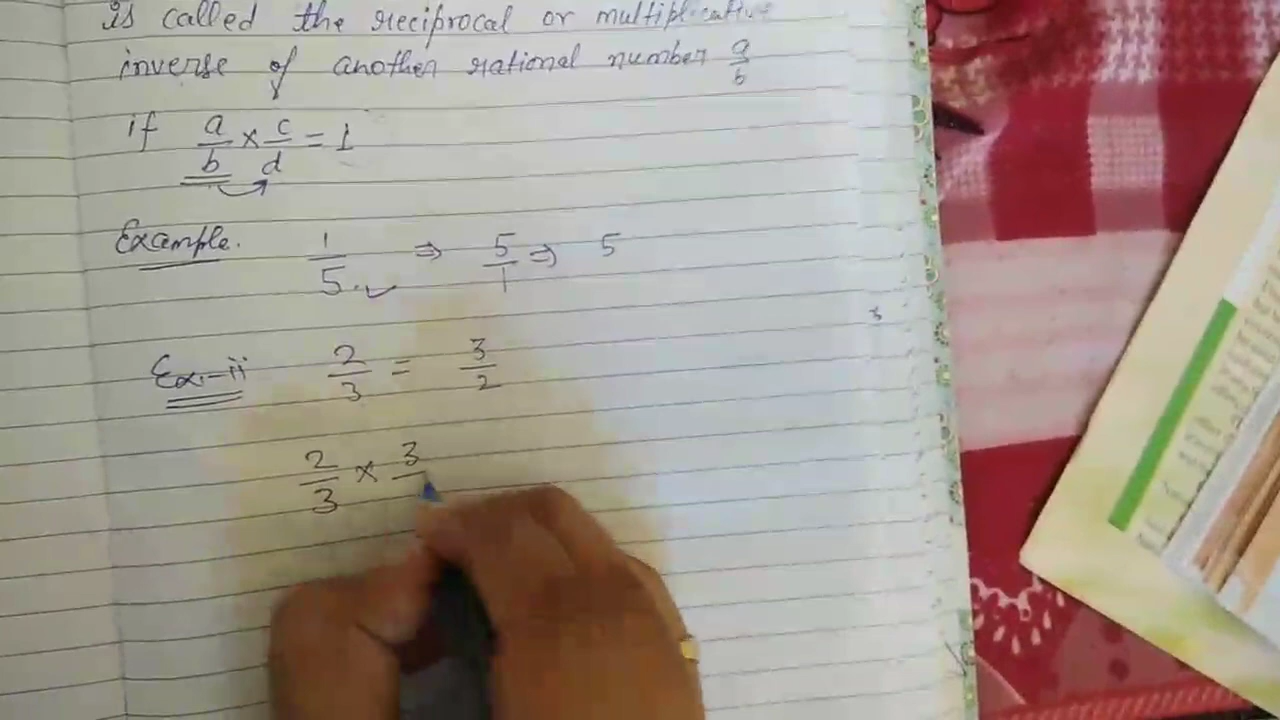 is called the reciprocal or multiplicative
inverse of another rational number a/b
if a/b × c/d = 1
Example. 1/5. ⇒ 5/1 ⇒ 5
Ex-ii 2/3 = 3/2
2/3 × 3